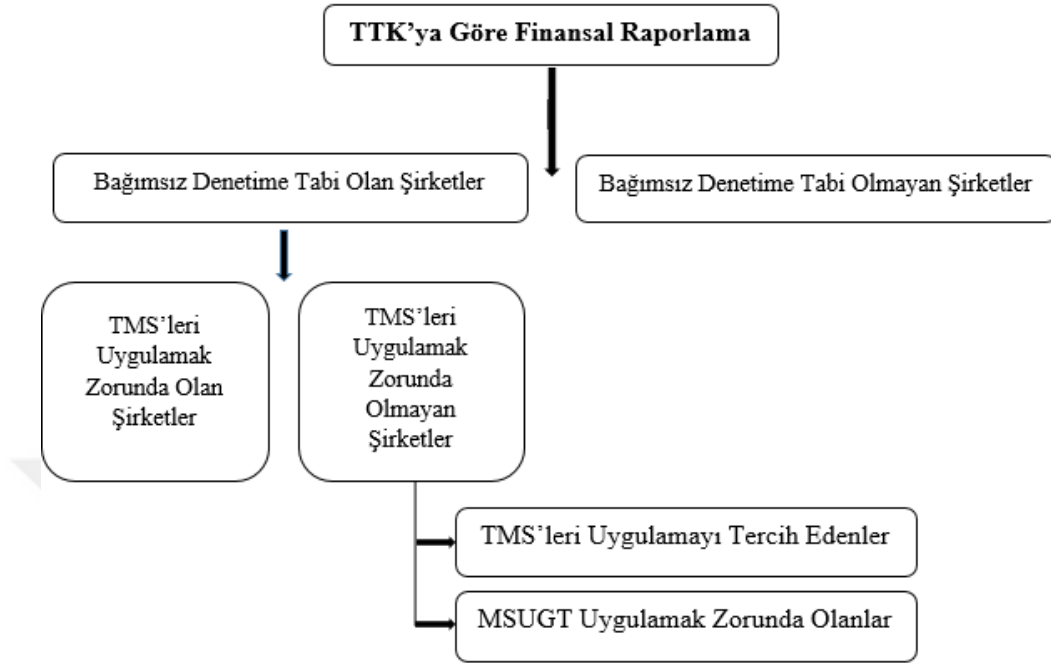 TTK’ya Göre Finansal Raporlama
Bağımsız Denetime Tabi Olan Şirketler
Bağımsız Denetime Tabi Olmayan Şirketler
TMS’leri
Uygulamak
Zorunda Olan
Şirketler
TMS’leri
Uygulamak
Zorunda
Olmayan
Şirketler
TMS’leri Uygulamayı Tercih Edenler
MSUGT Uygulamak Zorunda Olanlar